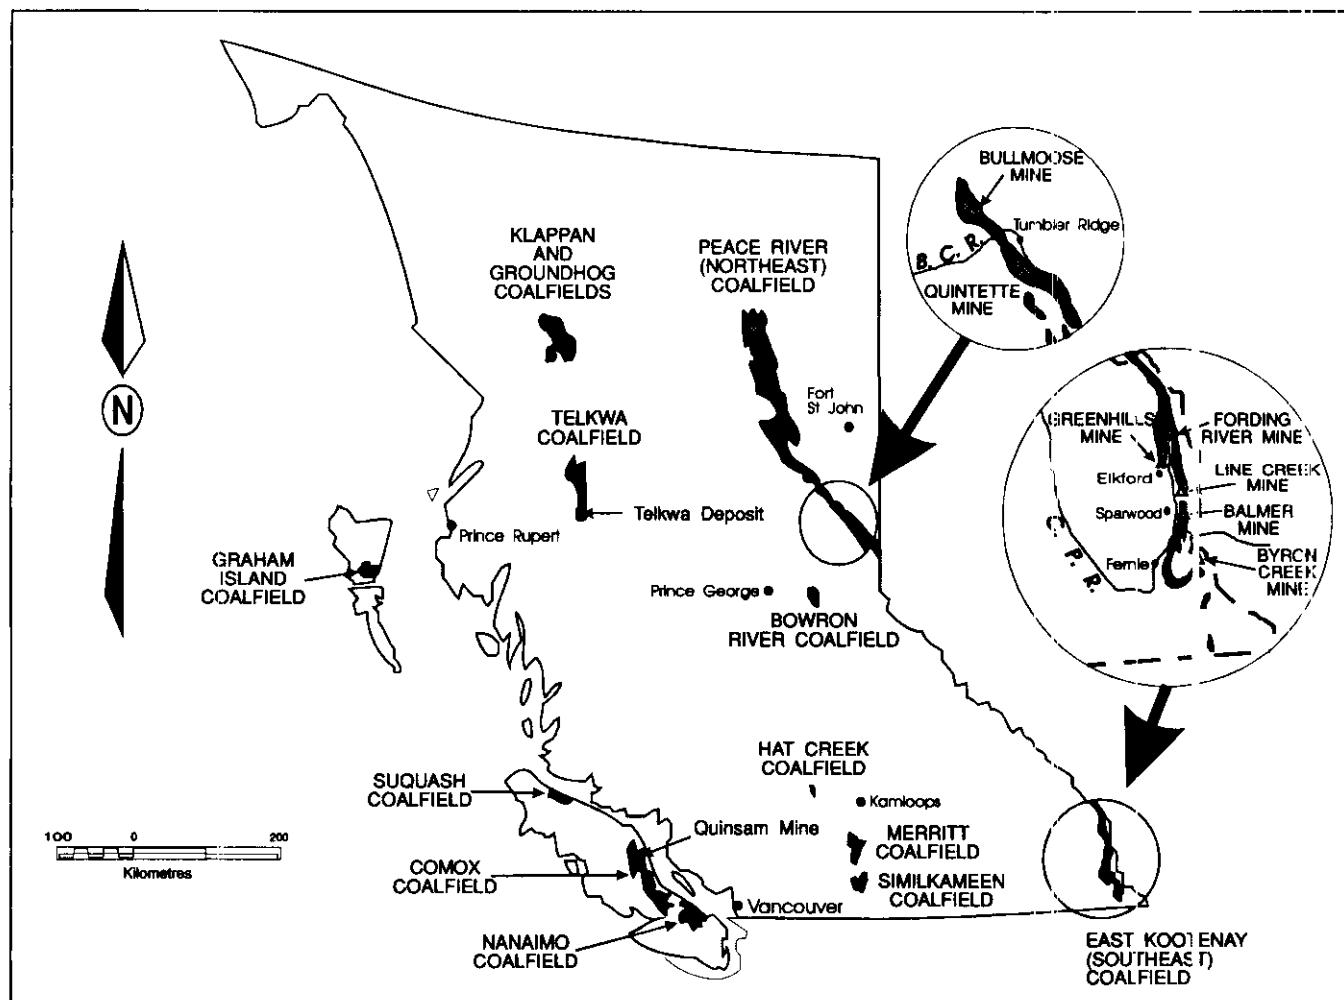 BULLMOOSE
MINE
Tumbler Ridge
B. C. R.
QUINTETTE
MINE
KLAPPAN
AND
GROUNDHOG
COALFIELDS
PEACE RIVER
(NORTHEAST)
COALFIELD
Fort
St John
TELKWA
COALFIELD
Telkwa Deposit
N
Prince Rupert
GRAHAM
ISLAND
COALFIELD
Prince George
BOWRON
RIVER COALFIELD
GREENHILLS
MINE
FORDING
RIVER MINE
Elkford
LINE CREEK
MINE
Sparwood
BALMER
MINE
Fernie
BYRON
CREEK
MINE
C. P. R.
HAT CREEK
COALFIELD
Kamloops
SUQUASH
COALFIELD
Quinsam Mine
MERRITT
COALFIELD
COMOX
COALFIELD
SIMILKAMEEN
COALFIELD
Vancouver
NANAIMO
COALFIELD
EAST KOOTENAY
(SOUTHEAST)
COALFIELD
100 0 200
Kilometres